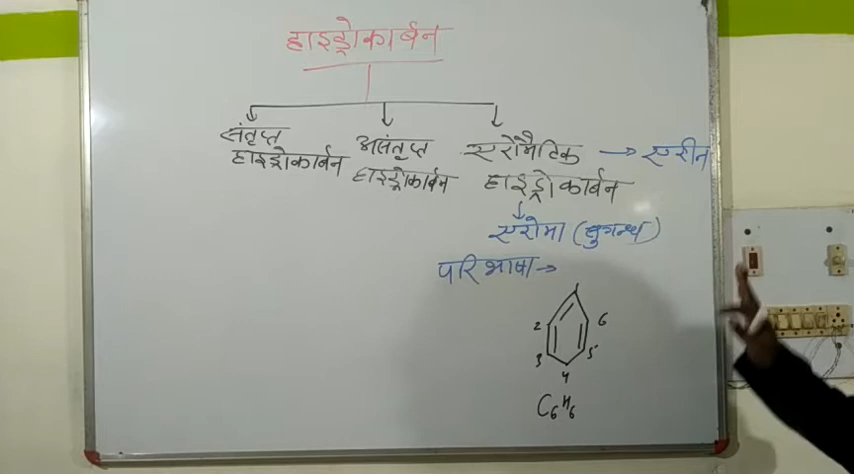 हाइड्रोकार्बन
संतृप्त हाइड्रोकार्बन
असंतृप्त हाइड्रोकार्बन
एरोमैटिक → एरीन
हाइड्रोकार्बन
एरोमा (सुगन्ध)
परिभाषा →
2 6
3 5
4
C₆H₆